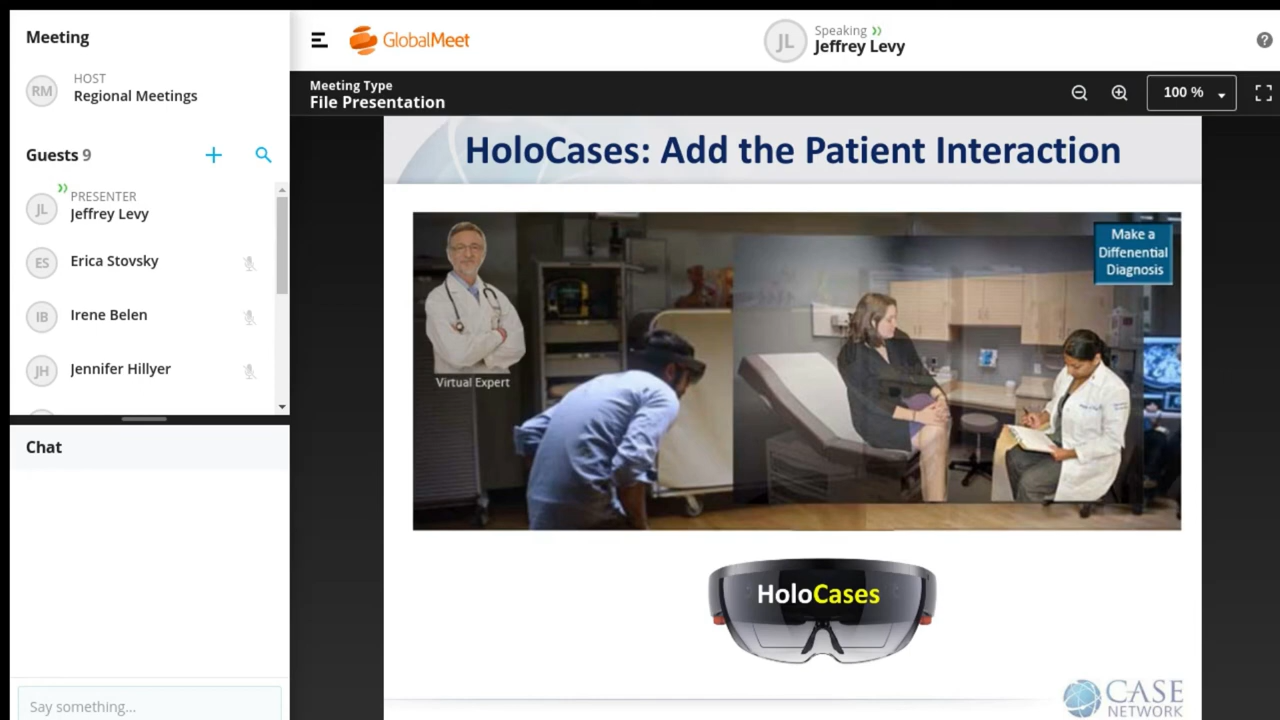 Meeting
RM
HOST
Regional Meetings
Guests 9
JL
PRESENTER
Jeffrey Levy
ES
Erica Stovsky
IB
Irene Belen
JH
Jennifer Hillyer
Chat
Say something...
GlobalMeet
JL
Speaking
Jeffrey Levy
?
Meeting Type
File Presentation
100 %
HoloCases: Add the Patient Interaction
Make a
Diffenential
Diagnosis
Virtual Expert
HoloCases
CASE
NETWORK